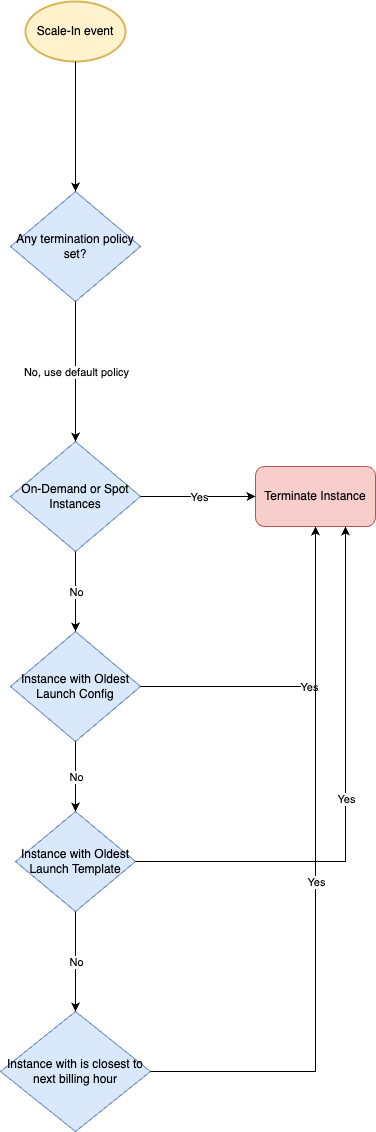 Scale-In event
Any termination policy
set?
No, use default policy
On-Demand or Spot
Instances
Yes
Terminate Instance
No
Instance with Oldest
Launch Config
Yes
No
Yes
Instance with Oldest
Launch Template
Yes
No
Instance with is closest to
next billing hour